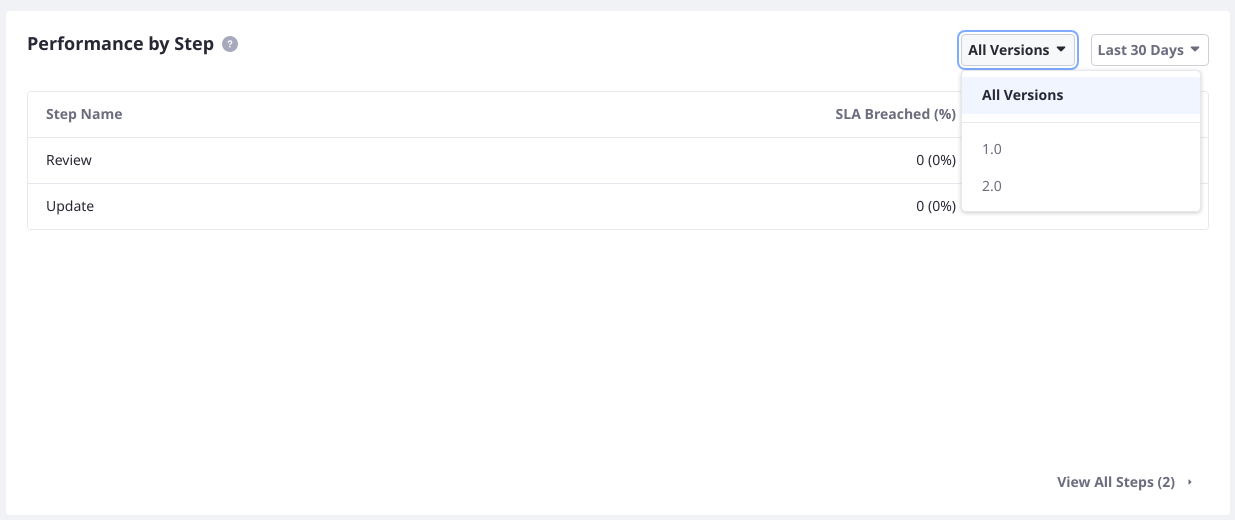 Performance by Step ?
All Versions
Last 30 Days
All Versions
1.0
2.0
Step Name
SLA Breached (%)
Review
0 (0%)
Update
0 (0%)
View All Steps (2)